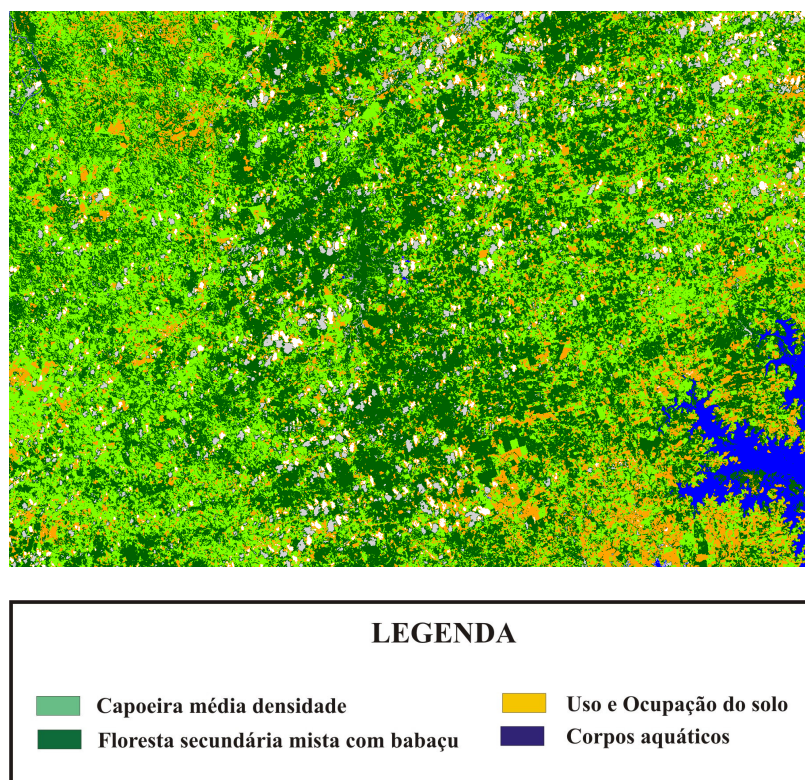 LEGENDA
Capoeira média densidade
Uso e Ocupação do solo
Floresta secundária mista com babaçu
Corpos aquáticos